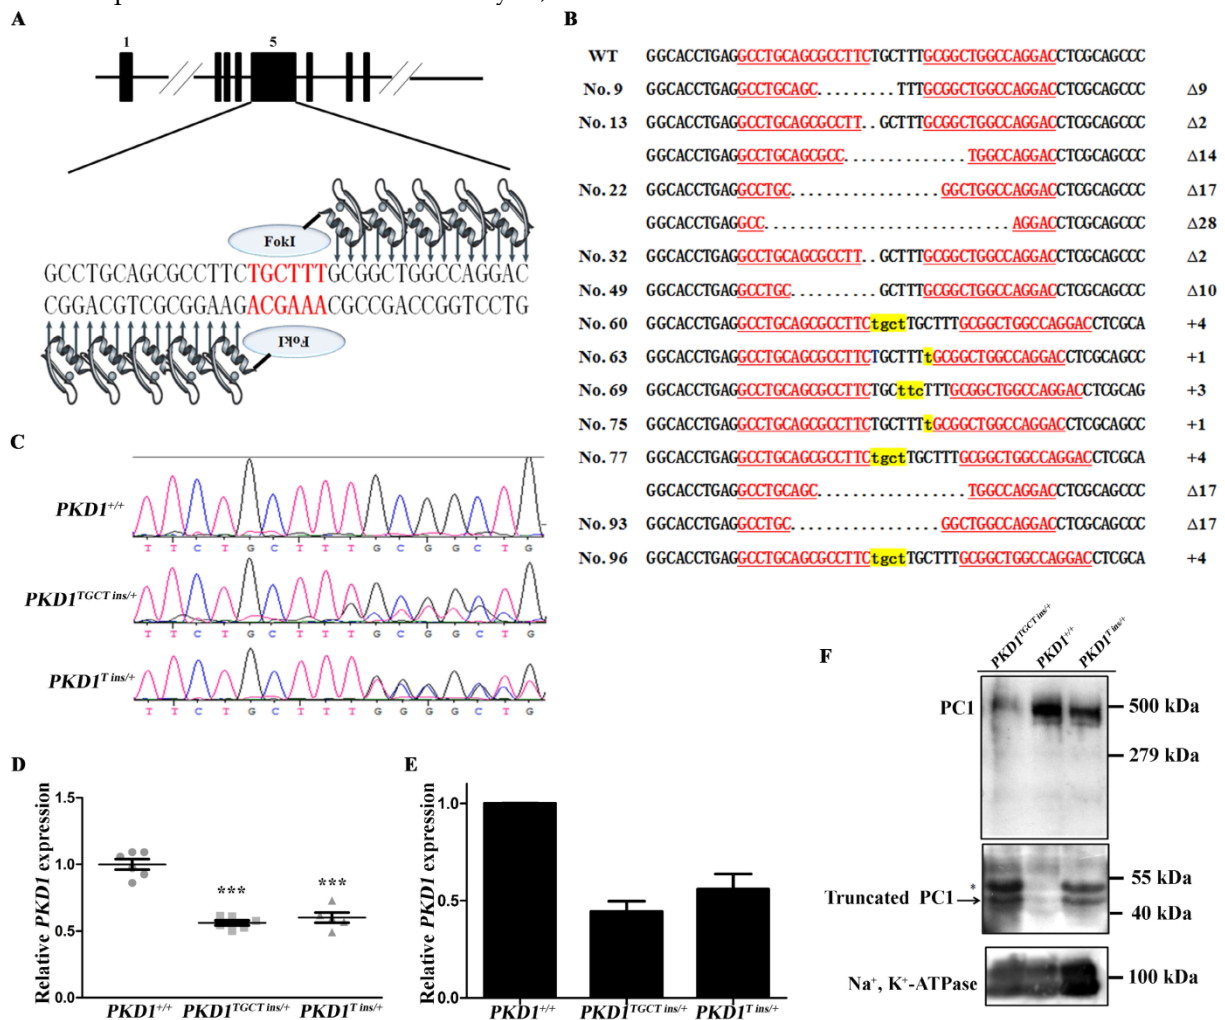 A
1
5
FokI
GCCTGCAGCGCCTTCTGCTTTGCGGCTGGCCAGGAC
CGGACGTCGCGGAAGACGAAACGCCGACCGGTCCTG
FokI
B
WT GGCACCTGAGGCCTGCAGCGCCTTCTGCTTTGCGGCTGGCCAGGACCTCGCAGCCC
No. 9 GGCACCTGAGGCCTGCAGC.........TTTGCGGCTGGCCAGGACCTCGCAGCCC Δ9
No. 13 GGCACCTGAGGCCTGCAGCGCCTT..GCTTTGCGGCTGGCCAGGACCTCGCAGCCC Δ2
GGCACCTGAGGCCTGCAGCGCC..............TGGCCAGGACCTCGCAGCCC Δ14
No. 22 GGCACCTGAGGCCTGC.................GGCTGGCCAGGACCTCGCAGCCC Δ17
GGCACCTGAGGCC............................AGGACCTCGCAGCCC Δ28
No. 32 GGCACCTGAGGCCTGCAGCGCCTT..GCTTTGCGGCTGGCCAGGACCTCGCAGCCC Δ2
No. 49 GGCACCTGAGGCCTGC..........GCTTTGCGGCTGGCCAGGACCTCGCAGCCC Δ10
No. 60 GGCACCTGAGGCCTGCAGCGCCTTCtgctTGCTTTGCGGCTGGCCAGGACCTCGCA +4
No. 63 GGCACCTGAGGCCTGCAGCGCCTTCTGCTTTtGCGGCTGGCCAGGACCTCGCAGCC +1
No. 69 GGCACCTGAGGCCTGCAGCGCCTTCTGCttcTTTGCGGCTGGCCAGGACCTCGCAG +3
No. 75 GGCACCTGAGGCCTGCAGCGCCTTCTGCTTTtGCGGCTGGCCAGGACCTCGCAGCC +1
No. 77 GGCACCTGAGGCCTGCAGCGCCTTCtgctTGCTTTGCGGCTGGCCAGGACCTCGCA +4
GGCACCTGAGGCCTGCAGC.................TGGCCAGGACCTCGCAGCCC Δ17
No. 93 GGCACCTGAGGCCTGC.................GGCTGGCCAGGACCTCGCAGCCC Δ17
No. 96 GGCACCTGAGGCCTGCAGCGCCTTCtgctTGCTTTGCGGCTGGCCAGGACCTCGCA +4
C
PKD1+/+
T T C T G C T T T G C G G C T G
PKD1TGCT ins/+
T T C T G C T T T G C G G C T G
PKD1T ins/+
T T C T G C T T T G G G G C T G
D
Relative PKD1 expression
1.5
1.0
0.5
0.0
***
***
PKD1+/+ PKD1TGCT ins/+ PKD1T ins/+
E
Relative PKD1 expression
1.0
0.5
0.0
PKD1+/+ PKD1TGCT ins/+ PKD1T ins/+
F
PKD1TGCT ins/+ PKD1+/+ PKD1T ins/+
PC1
500 kDa
279 kDa
*
55 kDa
Truncated PC1
40 kDa
Na+, K+-ATPase
100 kDa